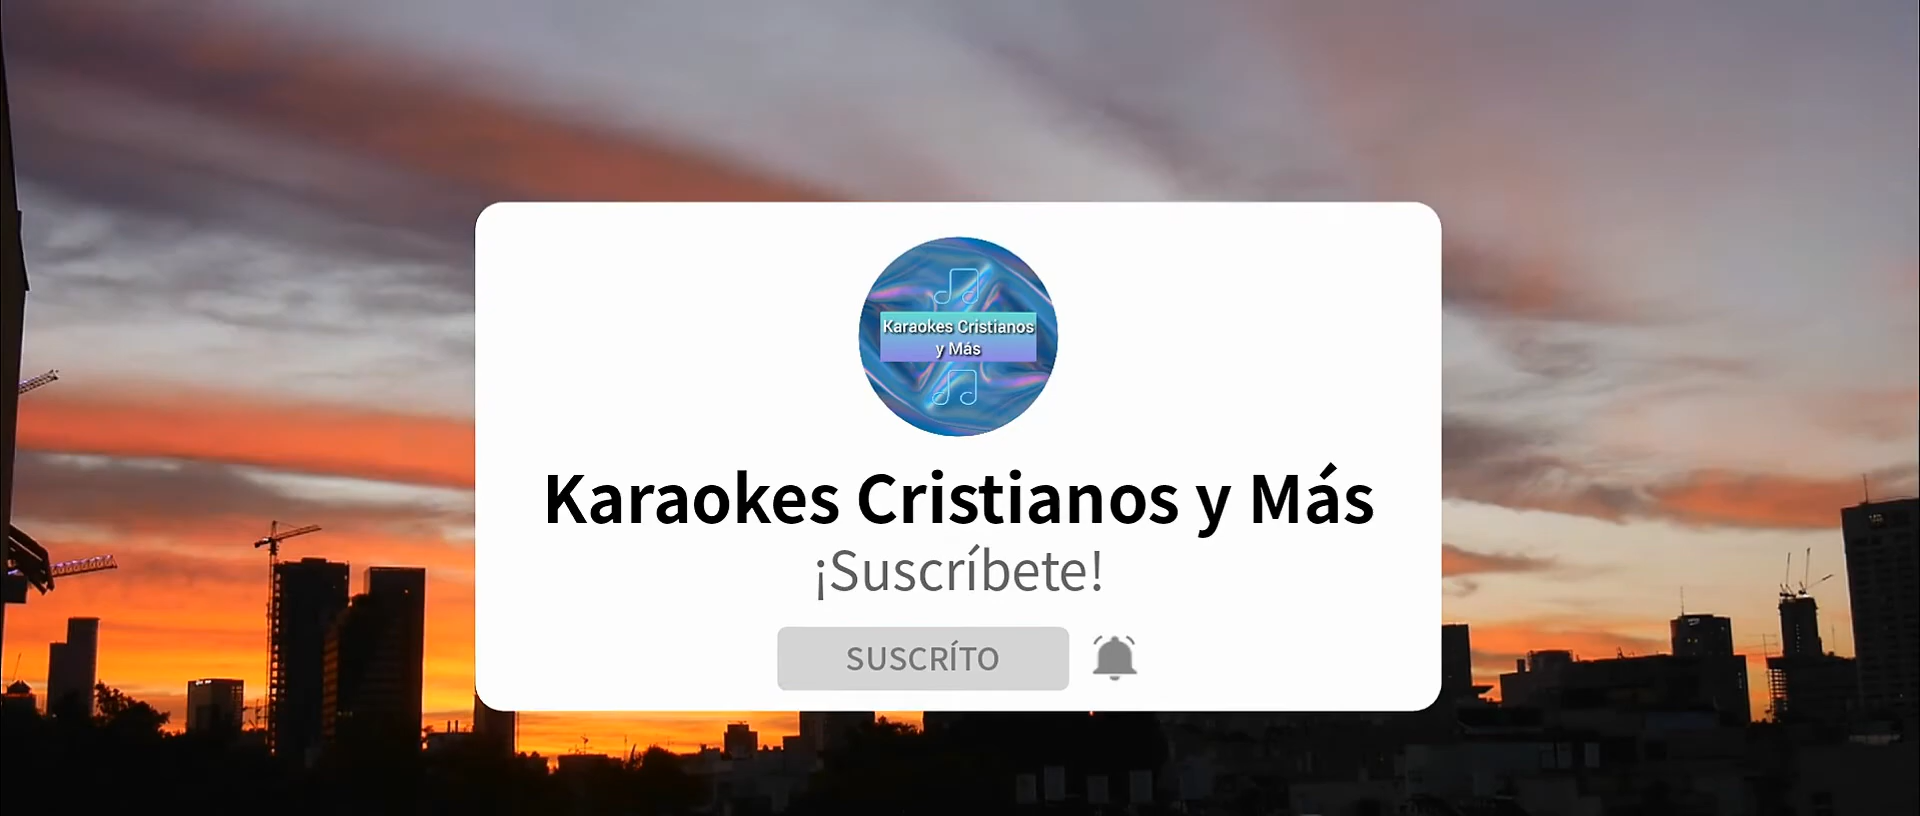 Karaokes Cristianos
y Más
Karaokes Cristianos y Más
¡Suscríbete!
SUSCRÍTO